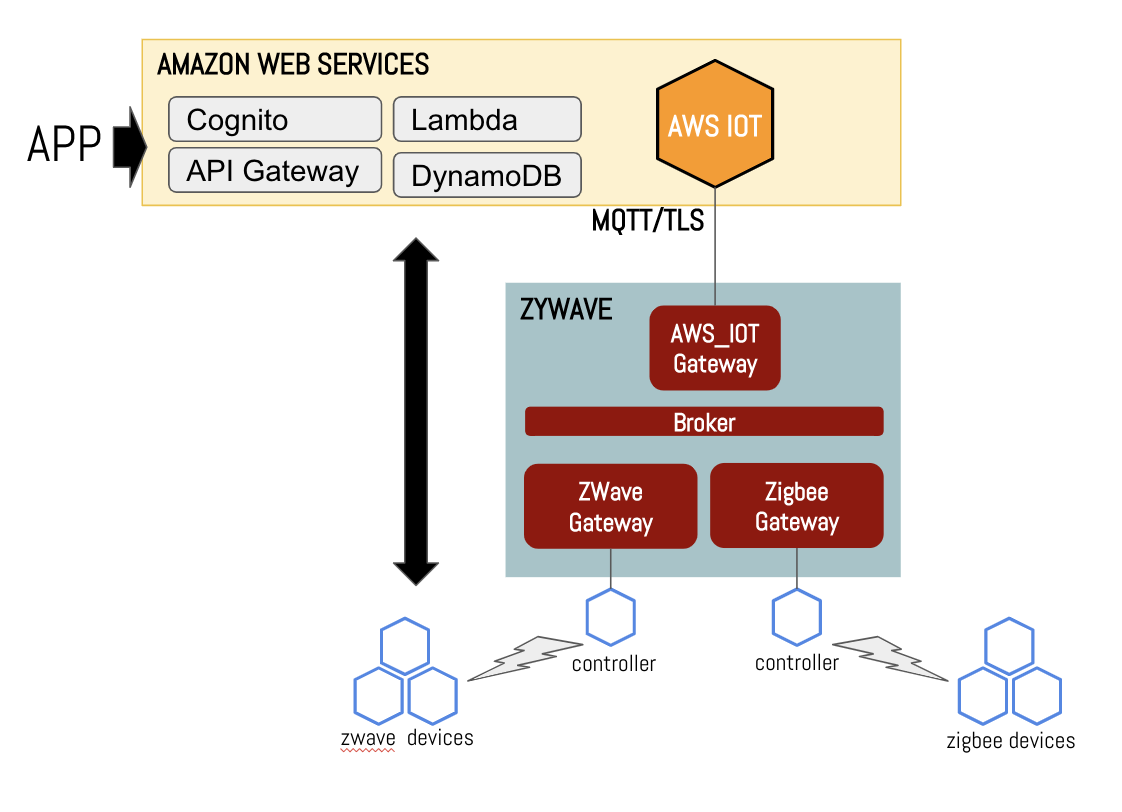 AMAZON WEB SERVICES
APP
Cognito
Lambda
API Gateway
DynamoDB
AWS IOT
MQTT/TLS
ZYWAVE
AWS_IOT
Gateway
Broker
ZWave
Gateway
Zigbee
Gateway
controller
controller
zwave devices
zigbee devices